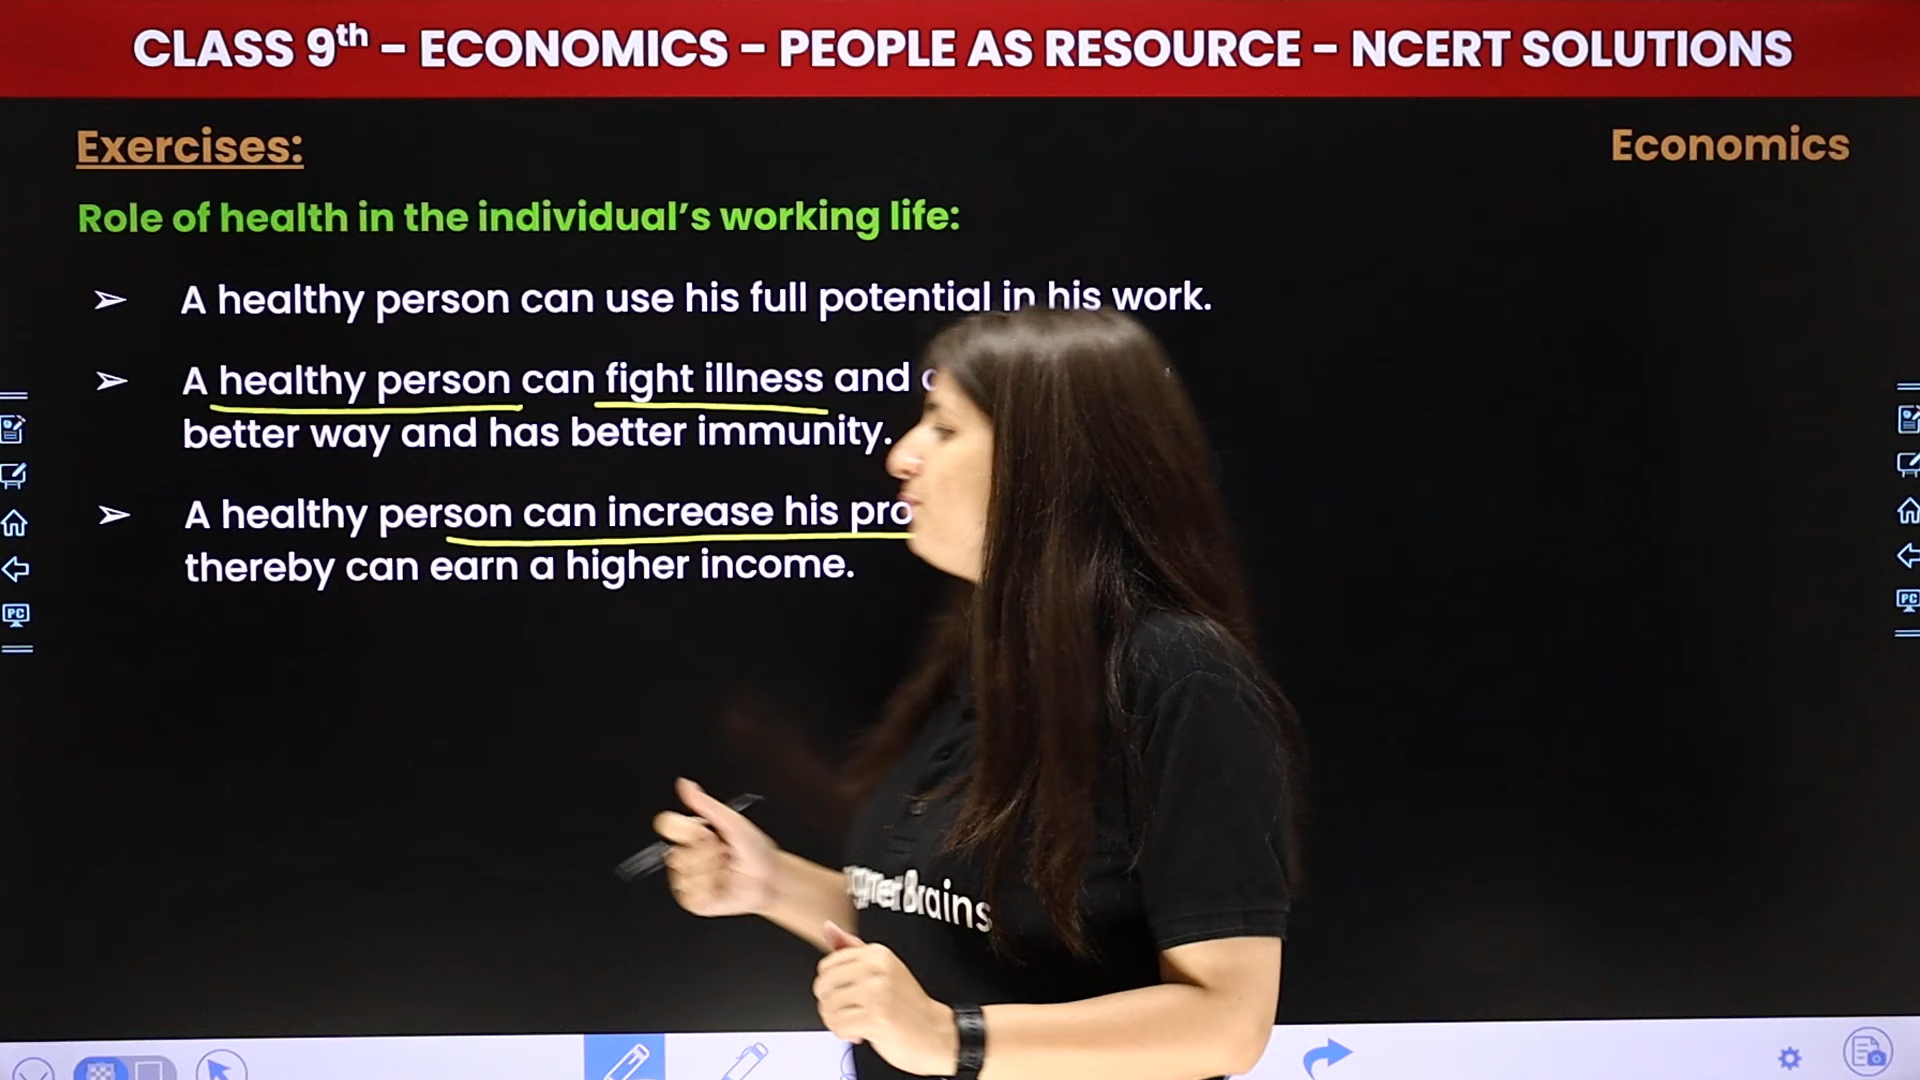 CLASS 9th – ECONOMICS – PEOPLE AS RESOURCE – NCERT SOLUTIONS
Exercises:
Economics
Role of health in the individual's working life:
➢ A healthy person can use his full potential in his work.
➢ A healthy person can fight illness and
better way and has better immunity.
➢ A healthy person can increase his
thereby can earn a higher income.
Brains
PC
PC